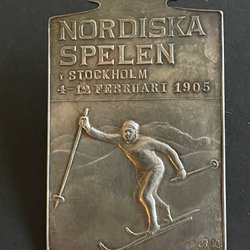 NORDISKA
SPELEN
i STOCKHOLM
4-12 FEBRUARI 1905